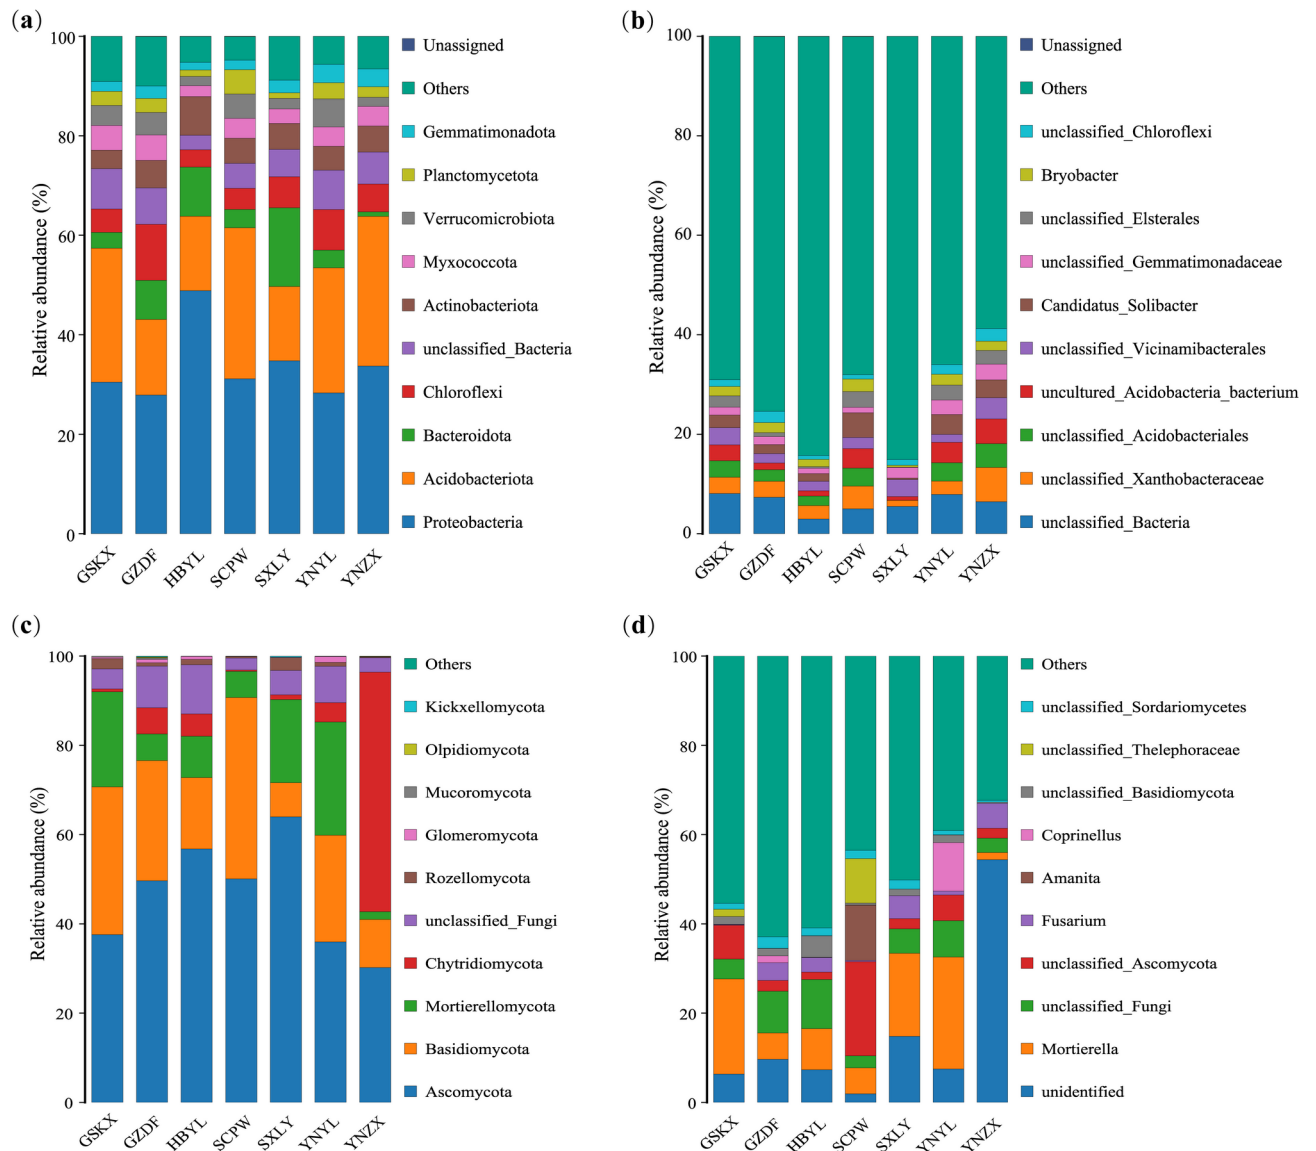 (a)
Relative abundance (%)
100
80
60
40
20
0
GSKX
GZDF
HBYL
SCPW
SXLY
YNYL
YNZX
Unassigned
Others
Gemmatimonadota
Planctomycetota
Verrucomicrobiota
Myxococcota
Actinobacteriota
unclassified_Bacteria
Chloroflexi
Bacteroidota
Acidobacteriota
Proteobacteria
(b)
Relative abundance (%)
100
80
60
40
20
0
GSKX
GZDF
HBYL
SCPW
SXLY
YNYL
YNZX
Unassigned
Others
unclassified_Chloroflexi
Bryobacter
unclassified_Elsterales
unclassified_Gemmatimonadaceae
Candidatus_Solibacter
unclassified_Vicinamibacterales
uncultured_Acidobacteria_bacterium
unclassified_Acidobacteriales
unclassified_Xanthobacteraceae
unclassified_Bacteria
(c)
Relative abundance (%)
100
80
60
40
20
0
GSKX
GZDF
HBYL
SCPW
SXLY
YNYL
YNZX
Others
Kickxellomycota
Olpidiomycota
Mucoromycota
Glomeromycota
Rozellomycota
unclassified_Fungi
Chytridiomycota
Mortierellomycota
Basidiomycota
Ascomycota
(d)
Relative abundance (%)
100
80
60
40
20
0
GSKX
GZDF
HBYL
SCPW
SXLY
YNYL
YNZX
Others
unclassified_Sordariomycetes
unclassified_Thelephoraceae
unclassified_Basidiomycota
Coprinellus
Amanita
Fusarium
unclassified_Ascomycota
unclassified_Fungi
Mortierella
unidentified